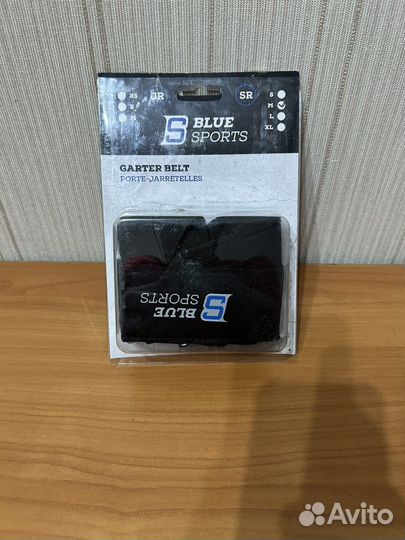 XS
S
M
JR
SR
S
M
L
XL
BLUE
SPORTS
GARTER BELT
PORTE-JARRETELLES
BLUE
SPORTS
Avito